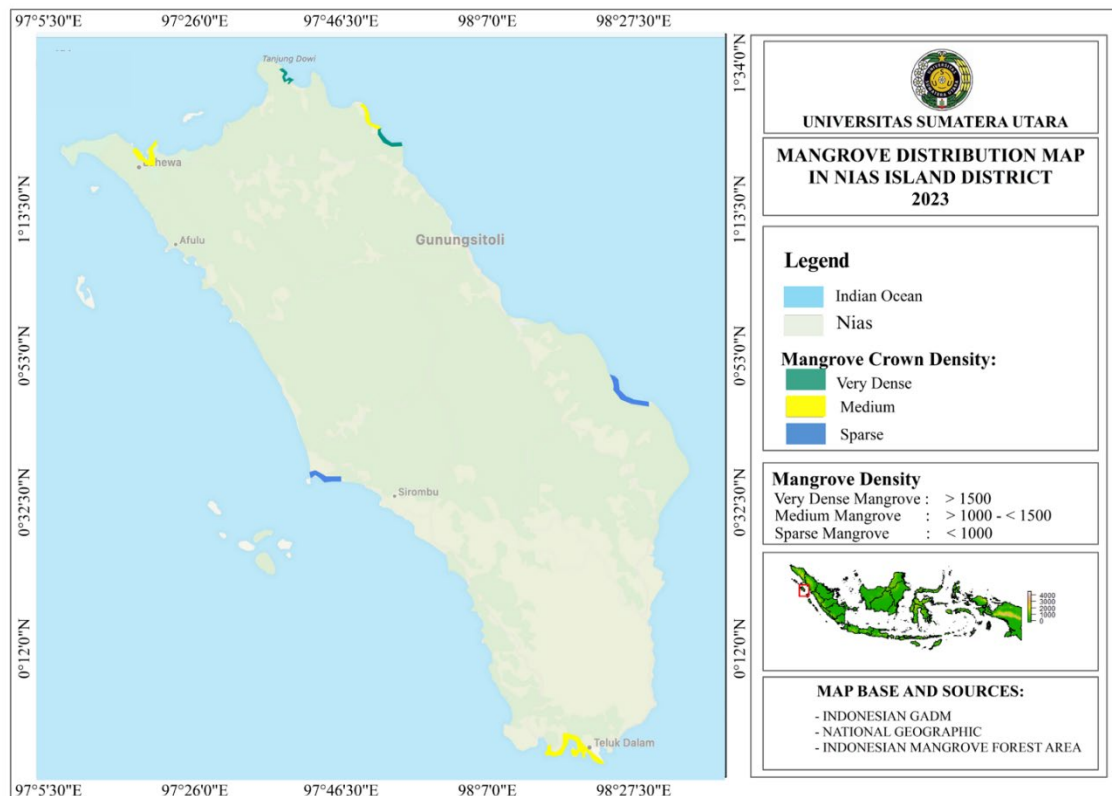 97°5'30"E 97°26'0"E 97°46'30"E 98°7'0"E 98°27'30"E
Tanjung Dowi
Afulu
Gunungsitoli
Sirombu
Teluk Dalam
1°13'30"N
0°53'0"N
0°32'30"N
0°12'0"N
1°34'0"N
1°13'30"N
0°53'0"N
0°32'30"N
0°12'0"N
97°5'30"E 97°26'0"E 97°46'30"E 98°7'0"E 98°27'30"E
UNIVERSITAS SUMATERA UTARA
MANGROVE DISTRIBUTION MAP
IN NIAS ISLAND DISTRICT
2023
Legend
Indian Ocean
Nias
Mangrove Crown Density:
Very Dense
Medium
Sparse
Mangrove Density
Very Dense Mangrove : > 1500
Medium Mangrove : > 1000 - < 1500
Sparse Mangrove : < 1000
4000
3000
2000
1000
0
MAP BASE AND SOURCES:
- INDONESIAN GADM
- NATIONAL GEOGRAPHIC
- INDONESIAN MANGROVE FOREST AREA